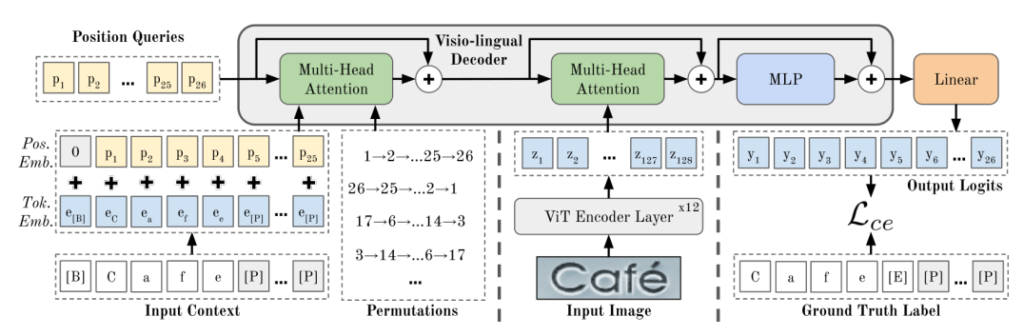 Position Queries
p1 p2 ... p25 p26
Visio-lingual
Decoder
Multi-Head
Attention
+
Multi-Head
Attention
+
MLP
+
Linear
Pos.
Emb.
0 p1 p2 p3 p4 p5 ... p25
+ + + + + + +
Tok.
Emb.
e[B] eC ea ef ee e[P] ... e[P]
[B] C a f e [P] ... [P]
Input Context
1→2→...25→26
26→25→...2→1
17→6→...14→3
3→14→...6→17
...
Permutations
z1 z2 ... z127 z128
ViT Encoder Layer x12
Café
Input Image
y1 y2 y3 y4 y5 y6 ... y26
Output Logits
ℒce
C a f e [E] [P] ... [P]
Ground Truth Label